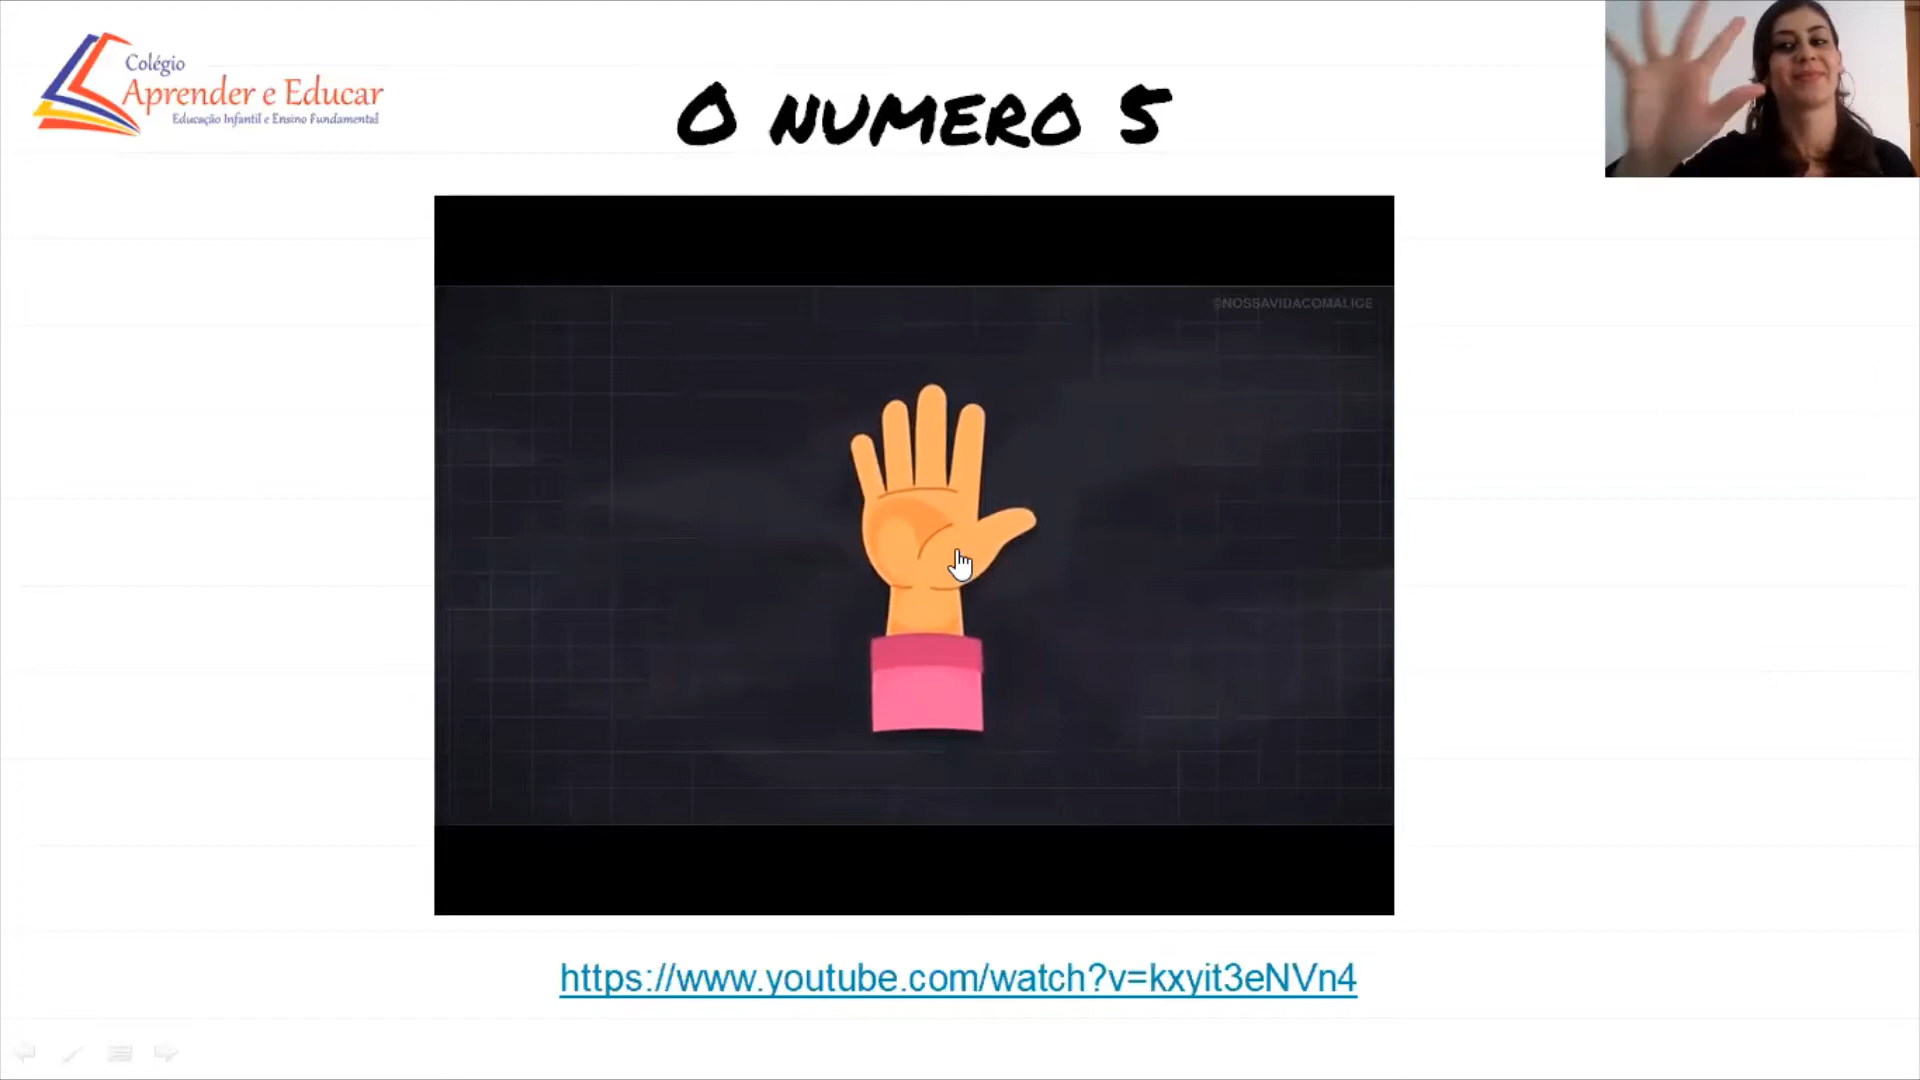 Colégio
Aprender e Educar
Educação Infantil e Ensino Fundamental
O NUMERO 5
©NOSSAVIDACOMALICE
https://www.youtube.com/watch?v=kxyit3eNVn4